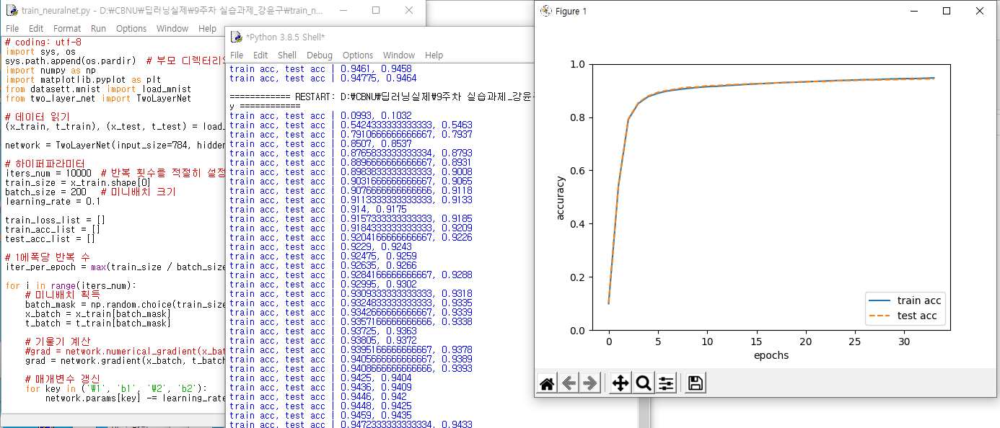 train_neuralnet.py - D:₩CBNU₩딥러닝실제₩9주차 실습과제_강윤구₩train_n...
File Edit Format Run Options Window Help
# coding: utf-8
import sys, os
sys.path.append(os.pardir) # 부모 디렉터리
import numpy as np
import matplotlib.pyplot as plt
from datasett.mnist import load_mnist
from two_layer_net import TwoLayerNet
# 데이터 읽기
(x_train, t_train), (x_test, t_test) = load_
network = TwoLayerNet(input_size=784, hidden
# 하이퍼파라미터
iters_num = 10000 # 반복 횟수를 적절히 설정
train_size = x_train.shape[0]
batch_size = 200 # 미니배치 크기
learning_rate = 0.1
train_loss_list = []
train_acc_list = []
test_acc_list = []
# 1에폭당 반복 수
iter_per_epoch = max(train_size / batch_size
for i in range(iters_num):
# 미니배치 획득
batch_mask = np.random.choice(train_size
x_batch = x_train[batch_mask]
t_batch = t_train[batch_mask]
# 기울기 계산
#grad = network.numerical_gradient(x_bat
grad = network.gradient(x_batch, t_batch
# 매개변수 갱신
for key in ('W1', 'b1', 'W2', 'b2'):
network.params[key] -= learning_rate
*Python 3.8.5 Shell*
File Edit Shell Debug Options Window Help
train acc, test acc | 0.9461, 0.9458
train acc, test acc | 0.94775, 0.9464
============ RESTART: D:₩CBNU₩딥러닝실제₩9주차 실습과제_강윤구
y ============
train acc, test acc | 0.0993, 0.1032
train acc, test acc | 0.5424333333333333, 0.5463
train acc, test acc | 0.7910666666666667, 0.7937
train acc, test acc | 0.8507, 0.8537
train acc, test acc | 0.8765833333333334, 0.8793
train acc, test acc | 0.8896666666666667, 0.8931
train acc, test acc | 0.8983833333333333, 0.9008
train acc, test acc | 0.9031666666666667, 0.9065
train acc, test acc | 0.9076666666666666, 0.9118
train acc, test acc | 0.9113333333333333, 0.9133
train acc, test acc | 0.914, 0.9175
train acc, test acc | 0.9157333333333333, 0.9185
train acc, test acc | 0.9184333333333333, 0.9209
train acc, test acc | 0.9204166666666667, 0.9226
train acc, test acc | 0.9229, 0.9243
train acc, test acc | 0.92475, 0.9259
train acc, test acc | 0.92635, 0.9266
train acc, test acc | 0.9284166666666667, 0.9288
train acc, test acc | 0.92995, 0.9302
train acc, test acc | 0.9309333333333333, 0.9318
train acc, test acc | 0.9324833333333333, 0.9335
train acc, test acc | 0.9342666666666667, 0.9339
train acc, test acc | 0.9357166666666666, 0.9338
train acc, test acc | 0.93725, 0.9363
train acc, test acc | 0.93805, 0.9372
train acc, test acc | 0.9395166666666667, 0.9378
train acc, test acc | 0.9405666666666667, 0.9389
train acc, test acc | 0.9408666666666666, 0.9393
train acc, test acc | 0.9425, 0.9404
train acc, test acc | 0.9436, 0.9409
train acc, test acc | 0.9446, 0.942
train acc, test acc | 0.9448, 0.9425
train acc, test acc | 0.9459, 0.9435
train acc, test acc | 0.9472333333333334, 0.9433
Figure 1
1.0
0.8
0.6
0.4
0.2
0.0
accuracy
0 5 10 15 20 25 30
epochs
train acc
test acc